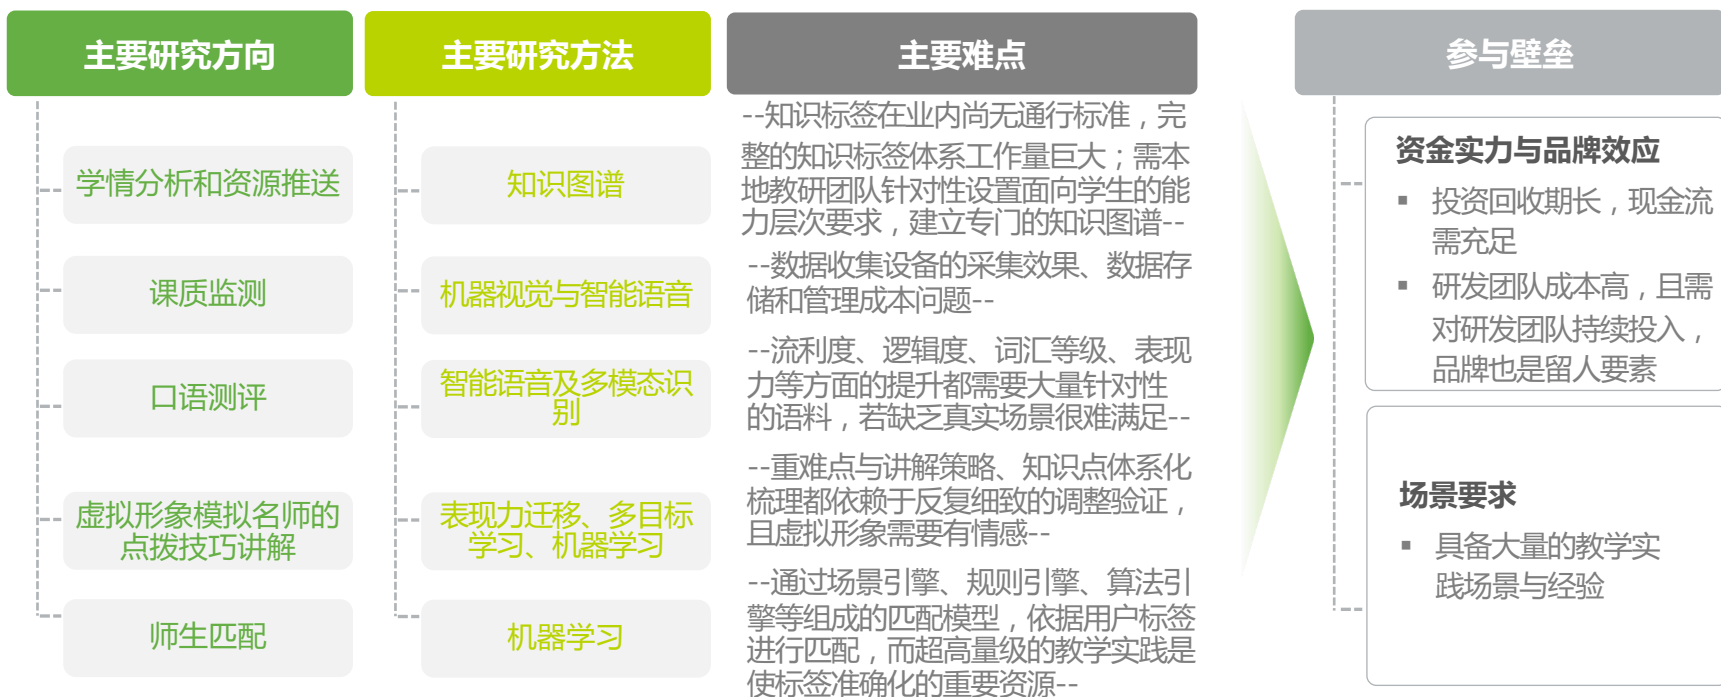 主要研究方向
学情分析和资源推送
课质监测
口语测评
虚拟形象模拟名师的
点拨技巧讲解
师生匹配
主要研究方法
知识图谱
机器视觉与智能语音
智能语音及多模态识
别
表现力迁移、多目标
学习、机器学习
机器学习
主要难点
--知识标签在业内尚无通行标准，完
整的知识标签体系工作量巨大；需本
地教研团队针对性设置面向学生的能
力层次要求，建立专门的知识图谱--
--数据收集设备的采集效果、数据存
储和管理成本问题--
--流利度、逻辑度、词汇等级、表现
力等方面的提升都需要大量针对性
的语料，若缺乏真实场景很难满足--
--重难点与讲解策略、知识点体系化
梳理都依赖于反复细致的调整验证，
且虚拟形象需要有情感--
--通过场景引擎、规则引擎、算法引
擎等组成的匹配模型，依据用户标签
进行匹配，而超高量级的教学实践是
使标签准确化的重要资源--
参与壁垒
资金实力与品牌效应
▪ 投资回收期长，现金流
需充足
▪ 研发团队成本高，且需
对研发团队持续投入，
品牌也是留人要素
场景要求
▪ 具备大量的教学实
践场景与经验